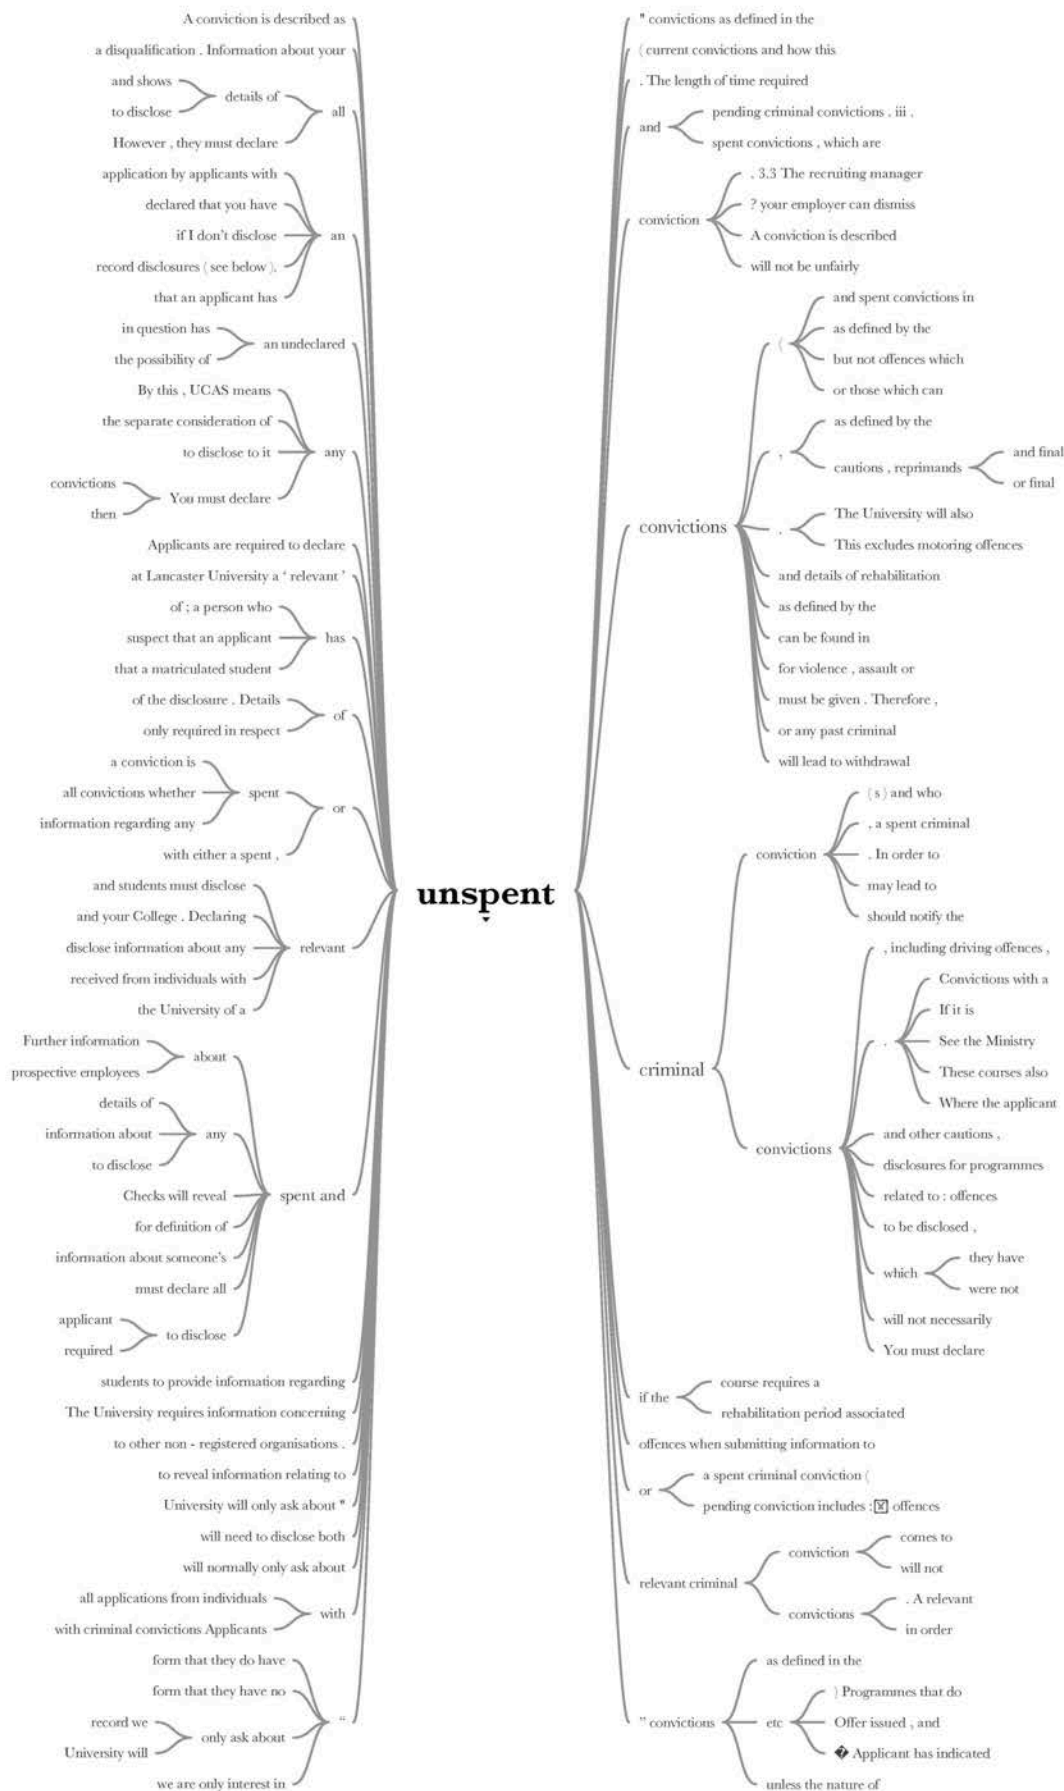 A conviction is described as
a disqualification . Information about your
and shows
to disclose
details of
However , they must declare
all
application by applicants with
declared that you have
if I don't disclose
record disclosures ( see below ).
that an applicant has
an
in question has
the possibility of
an undeclared
By this , UCAS means
the separate consideration of
to disclose to it
convictions
then
You must declare
any
Applicants are required to declare
at Lancaster University a ‘ relevant ’
of ; a person who
suspect that an applicant
that a matriculated student
has
of the disclosure . Details
only required in respect
of
a conviction is
all convictions whether
information regarding any
spent
with either a spent ,
or
and students must disclose
and your College . Declaring
disclose information about any
received from individuals with
the University of a
relevant
Further information
prospective employees
about
details of
information about
to disclose
any
Checks will reveal
for definition of
information about someone's
must declare all
applicant
required
to disclose
spent and
students to provide information regarding
The University requires information concerning
to other non - registered organisations .
to reveal information relating to
University will only ask about "
will need to disclose both
will normally only ask about
all applications from individuals
with criminal convictions Applicants
with
form that they do have
form that they have no
record we
University will
only ask about
we are only interest in
“
unspent
" convictions as defined in the
( current convictions and how this
. The length of time required
and
pending criminal convictions . iii .
spent convictions , which are
conviction
. 3.3 The recruiting manager
? your employer can dismiss
A conviction is described
will not be unfairly
convictions
(
and spent convictions in
as defined by the
but not offences which
or those which can
,
as defined by the
cautions , reprimands
and final
or final
.
The University will also
This excludes motoring offences
and details of rehabilitation
as defined by the
can be found in
for violence , assault or
must be given . Therefore ,
or any past criminal
will lead to withdrawal
criminal
conviction
( s ) and who
, a spent criminal
. In order to
may lead to
should notify the
convictions
, including driving offences ,
.
Convictions with a
If it is
See the Ministry
These courses also
Where the applicant
and other cautions ,
disclosures for programmes
related to : offences
to be disclosed ,
which
they have
were not
will not necessarily
You must declare
if the
course requires a
rehabilitation period associated
offences when submitting information to
or
a spent criminal conviction (
pending conviction includes : offences
relevant criminal
conviction
comes to
will not
convictions
. A relevant
in order
” convictions
as defined in the
etc
) Programmes that do
Offer issued , and
� Applicant has indicated
unless the nature of